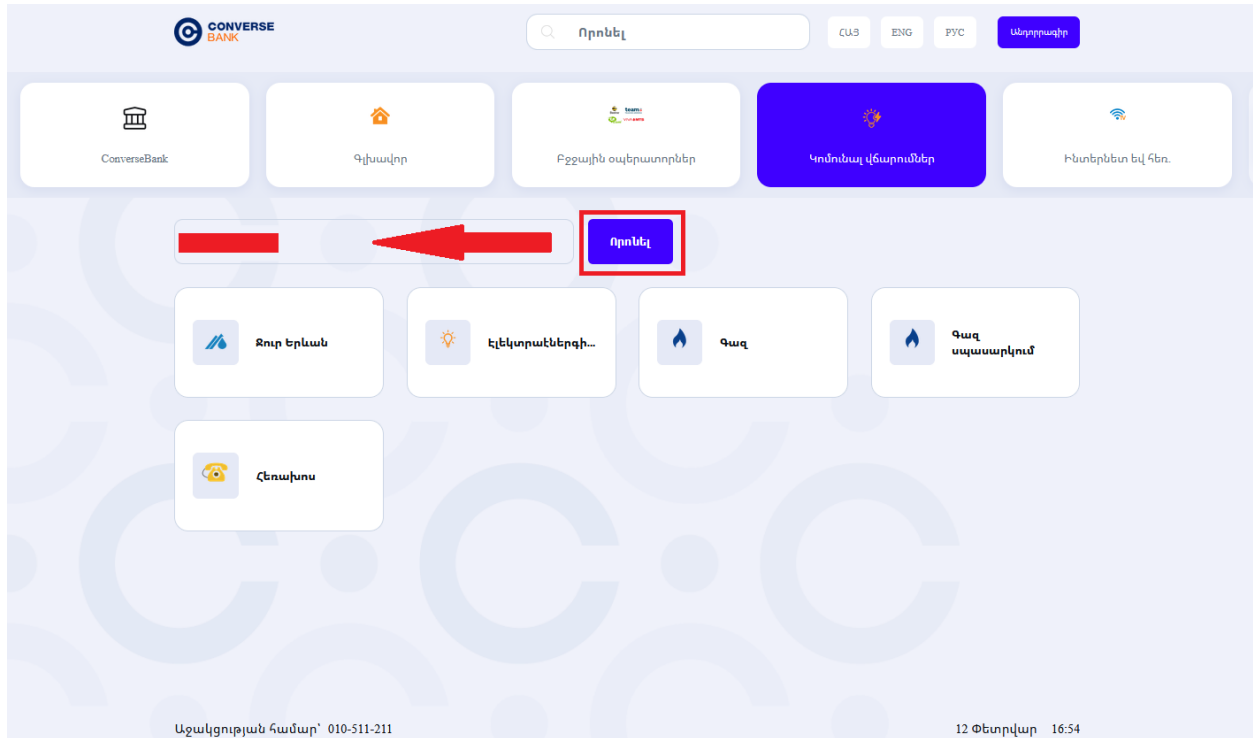 CONVERSE
BANK
Որոնել
ՀԱՅ
ENG
РУС
Անդորրագիր
ConverseBank
Գլխավոր
Բջջային օպերատորներ
Կոմունալ վճարումներ
Ինտերնետ եվ հեռ.
team
Որոնել
Ջուր Երևան
Էլեկտրաէներգի...
Գազ
Գազ
սպասարկում
Հեռախոս
Աջակցության համար՝ 010-511-211
12 Փետրվար 16:54